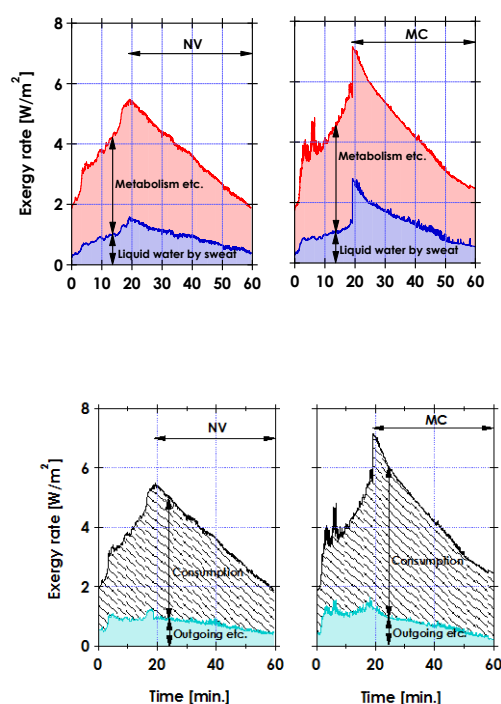 NV
MC
8
6
4
2
0
Exergy rate [W/m²]
Metabolism etc.
Metabolism etc.
Liquid water by sweat
Liquid water by sweat
0 10 20 30 40 50 60
0 10 20 30 40 50 60
NV
MC
8
6
4
2
0
Exergy rate [W/m²]
Consumption
Consumption
Outgoing etc.
Outgoing etc.
0 20 40 60
0 20 40 60
Time [min.]
Time [min.]